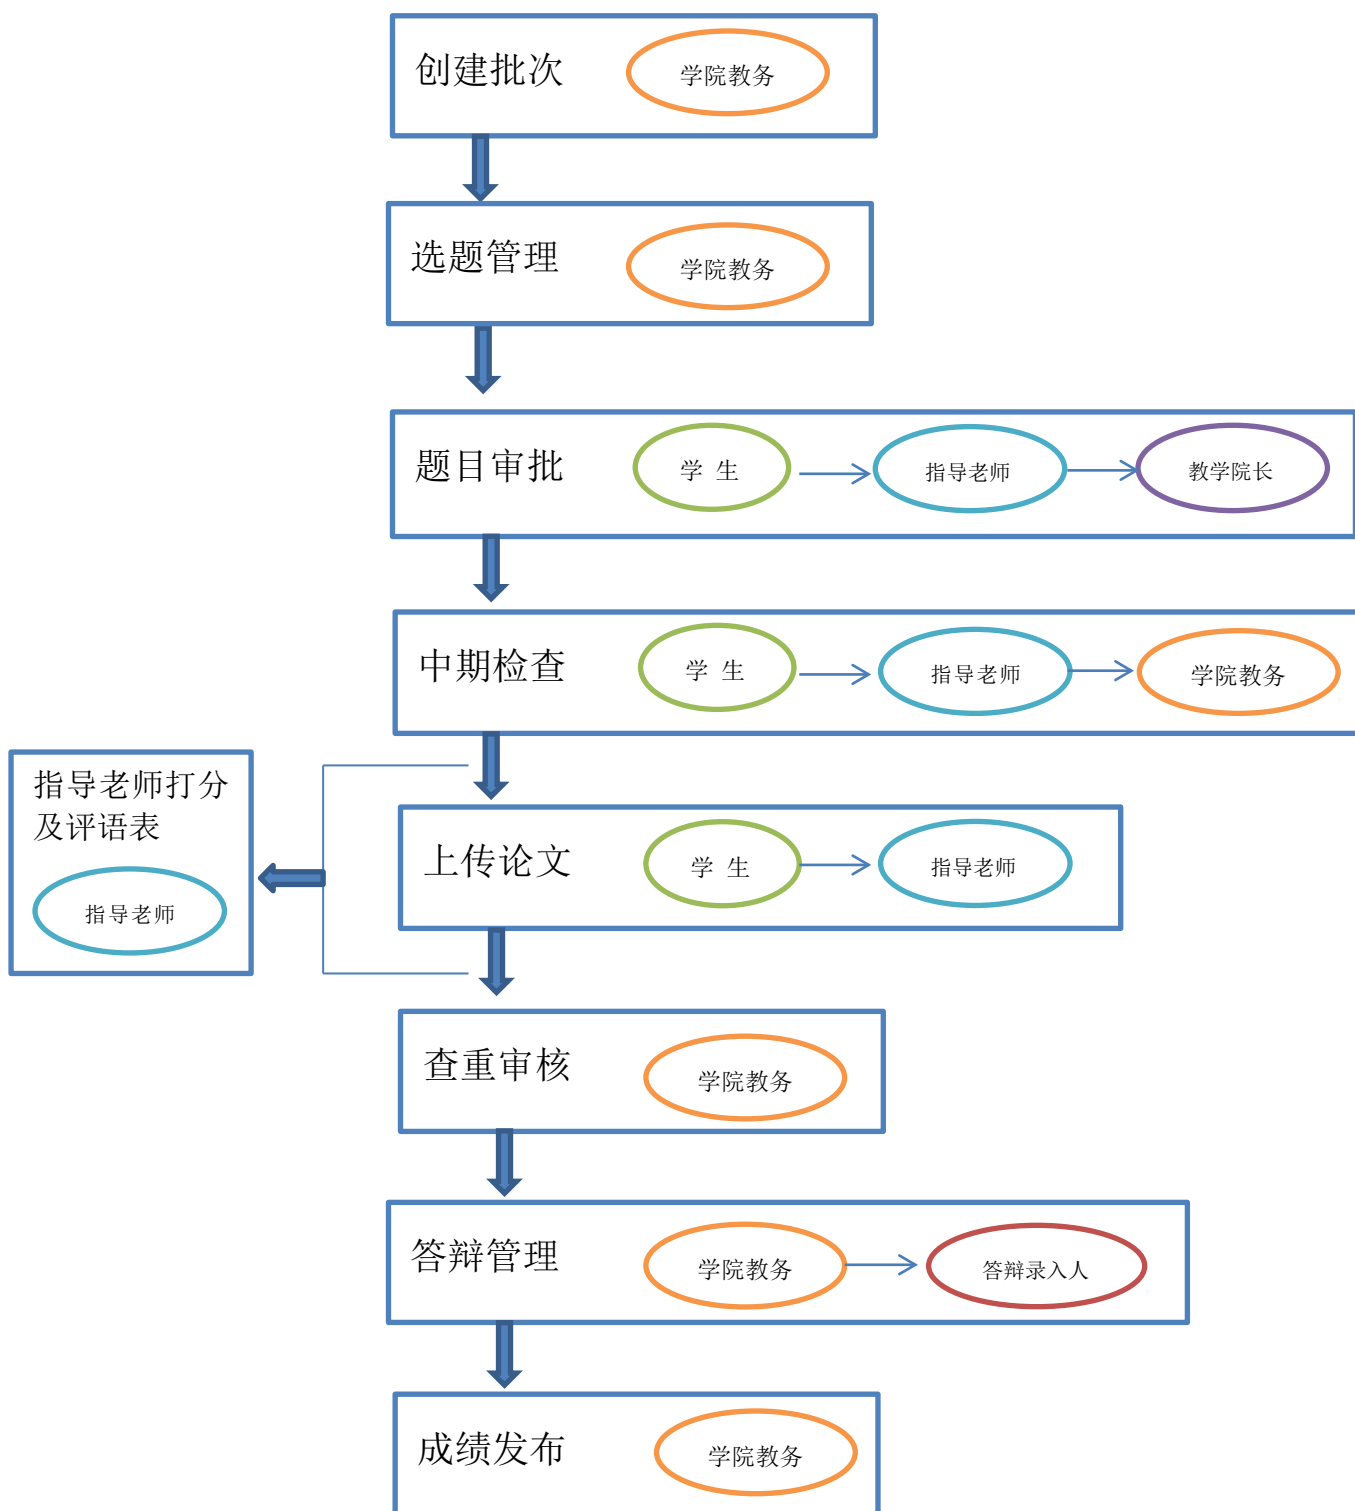 创建批次
学院教务
选题管理
学院教务
题目审批
学 生
指导老师
教学院长
中期检查
学 生
指导老师
学院教务
指导老师打分
及评语表
指导老师
上传论文
学 生
指导老师
查重审核
学院教务
答辩管理
学院教务
答辩录入人
成绩发布
学院教务